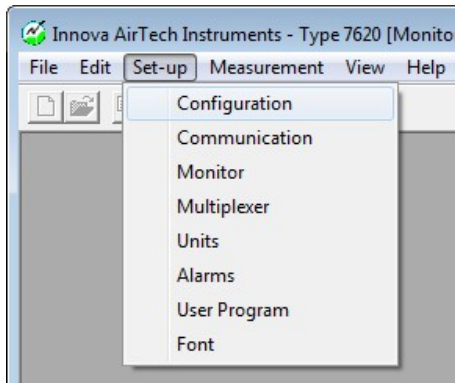 Innova AirTech Instruments - Type 7620 [Monito
File Edit Set-up Measurement View Help
Configuration
Communication
Monitor
Multiplexer
Units
Alarms
User Program
Font